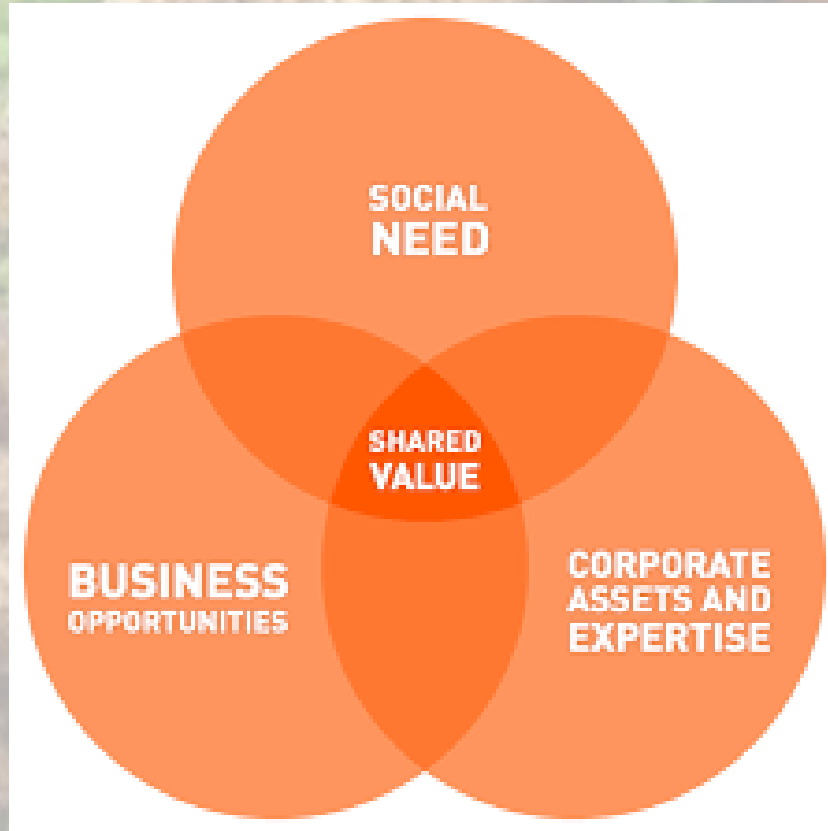 SOCIAL
NEED
SHARED
VALUE
BUSINESS
OPPORTUNITIES
CORPORATE
ASSETS AND
EXPERTISE